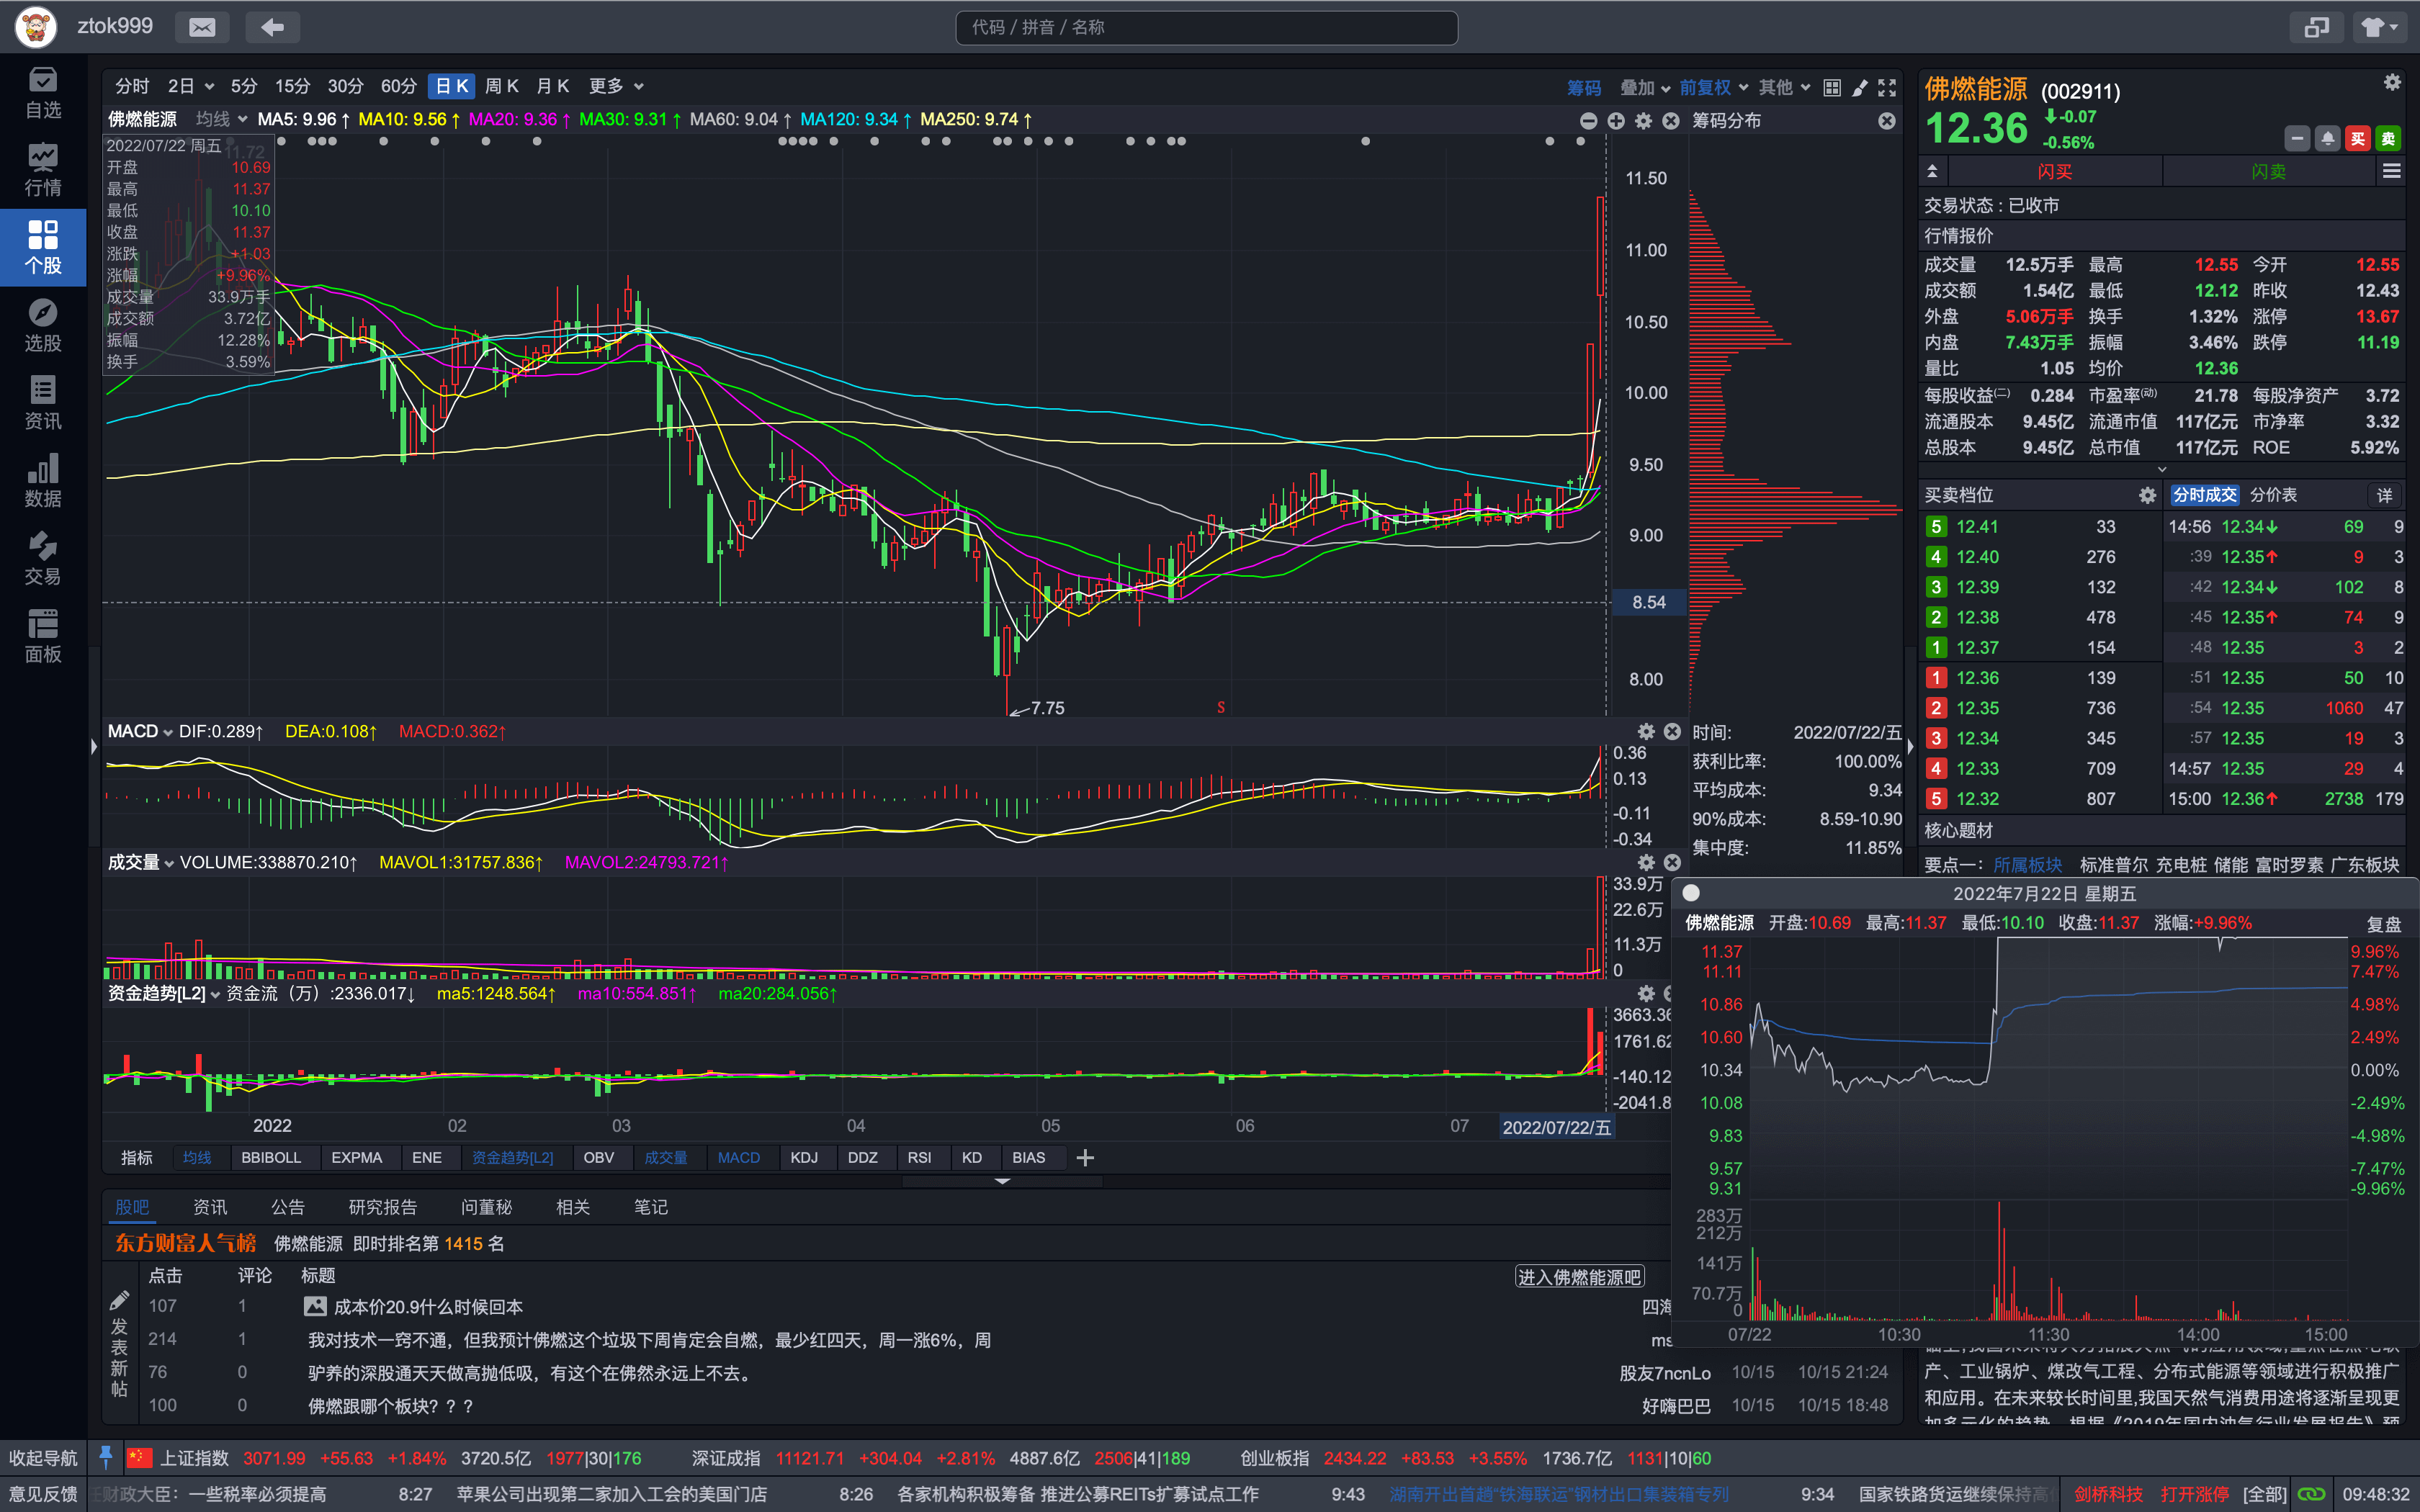 ztok999
代码 / 拼音 / 名称
自选
行情
个股
选股
资讯
数据
交易
面板
分时 2日 5分 15分 30分 60分 日K 周K 月K 更多
筹码 叠加 前复权 其他
佛燃能源 均线 MA5: 9.96↑ MA10: 9.56↑ MA20: 9.36↑ MA30: 9.31↑ MA60: 9.04↑ MA120: 9.34↑ MA250: 9.74↑
筹码分布
2022/07/22 周五
11.72
开盘 10.69
最高 11.37
最低 10.10
收盘 11.37
涨跌 +1.03
涨幅 +9.96%
成交量 33.9万手
成交额 3.72亿
振幅 12.28%
换手 3.59%
11.50
11.00
10.50
10.00
9.50
9.00
8.54
8.00
7.75
S
MACD DIF:0.289↑ DEA:0.108↑ MACD:0.362↑
0.36
0.13
-0.11
-0.34
时间: 2022/07/22/五
获利比率: 100.00%
平均成本: 9.34
90%成本: 8.59-10.90
集中度: 11.85%
成交量 VOLUME:338870.210↑ MAVOL1:31757.836↑ MAVOL2:24793.721↑
33.9万
22.6万
11.3万
0
资金趋势[L2] 资金流（万）:2336.017↓ ma5:1248.564↑ ma10:554.851↑ ma20:284.056↑
3663.36
1761.62
-140.12
-2041.8
2022 02 03 04 05 06 07 2022/07/22/五
指标 均线 BBIBOLL EXPMA ENE 资金趋势[L2] OBV 成交量 MACD KDJ DDZ RSI KD BIAS
股吧 资讯 公告 研究报告 问董秘 相关 笔记
东方财富人气榜 佛燃能源 即时排名第 1415 名
点击 评论 标题
进入佛燃能源吧
发表新帖
107 1 成本价20.9什么时候回本 四海
214 1 我对技术一窍不通，但我预计佛燃这个垃圾下周肯定会自燃，最少红四天，周一涨6%，周 ms
76 0 驴养的深股通天天做高抛低吸，有这个在佛然永远上不去。 股友7ncnLo 10/15 10/15 21:24
100 0 佛燃跟哪个板块？？？ 好嗨巴巴 10/15 10/15 18:48
佛燃能源 (002911)
12.36 -0.07
-0.56%
买 卖
闪买 闪卖
交易状态 : 已收市
行情报价
成交量 12.5万手 最高 12.55 今开 12.55
成交额 1.54亿 最低 12.12 昨收 12.43
外盘 5.06万手 换手 1.32% 涨停 13.67
内盘 7.43万手 振幅 3.46% 跌停 11.19
量比 1.05 均价 12.36
每股收益(二) 0.284 市盈率(动) 21.78 每股净资产 3.72
流通股本 9.45亿 流通市值 117亿元 市净率 3.32
总股本 9.45亿 总市值 117亿元 ROE 5.92%
买卖档位 分时成交 分价表 详
5 12.41 33 14:56 12.34↓ 69 9
4 12.40 276 :39 12.35↑ 9 3
3 12.39 132 :42 12.34↓ 102 8
2 12.38 478 :45 12.35↑ 74 9
1 12.37 154 :48 12.35 3 2
1 12.36 139 :51 12.35 50 10
2 12.35 736 :54 12.35 1060 47
3 12.34 345 :57 12.35 19 3
4 12.33 709 14:57 12.35 29 4
5 12.32 807 15:00 12.36↑ 2738 179
核心题材
要点一: 所属板块 标准普尔 充电桩 储能 富时罗素 广东板块
2022年7月22日 星期五
佛燃能源 开盘:10.69 最高:11.37 最低:10.10 收盘:11.37 涨幅:+9.96% 复盘
11.37 9.96%
11.11 7.47%
10.86 4.98%
10.60 2.49%
10.34 0.00%
10.08 -2.49%
9.83 -4.98%
9.57 -7.47%
9.31 -9.96%
283万
212万
141万
70.7万
0
07/22 10:30 11:30 14:00 15:00
产、工业锅炉、煤改气工程、分布式能源等领域进行积极推广
和应用。在未来较长时间里,我国天然气消费用途将逐渐呈现更
收起导航 上证指数 3071.99 +55.63 +1.84% 3720.5亿 1977|30|176 深证成指 11121.71 +304.04 +2.81% 4887.6亿 2506|41|189 创业板指 2434.22 +83.53 +3.55% 1736.7亿 1131|10|60
意见反馈 财政大臣：一些税率必须提高 8:27 苹果公司出现第二家加入工会的美国门店 8:26 各家机构积极筹备 推进公募REITs扩募试点工作 9:43 湖南开出首趟“铁海联运”钢材出口集装箱专列 9:34 国家铁路货运继续保持高 剑桥科技 打开涨停 [全部] 09:48:32